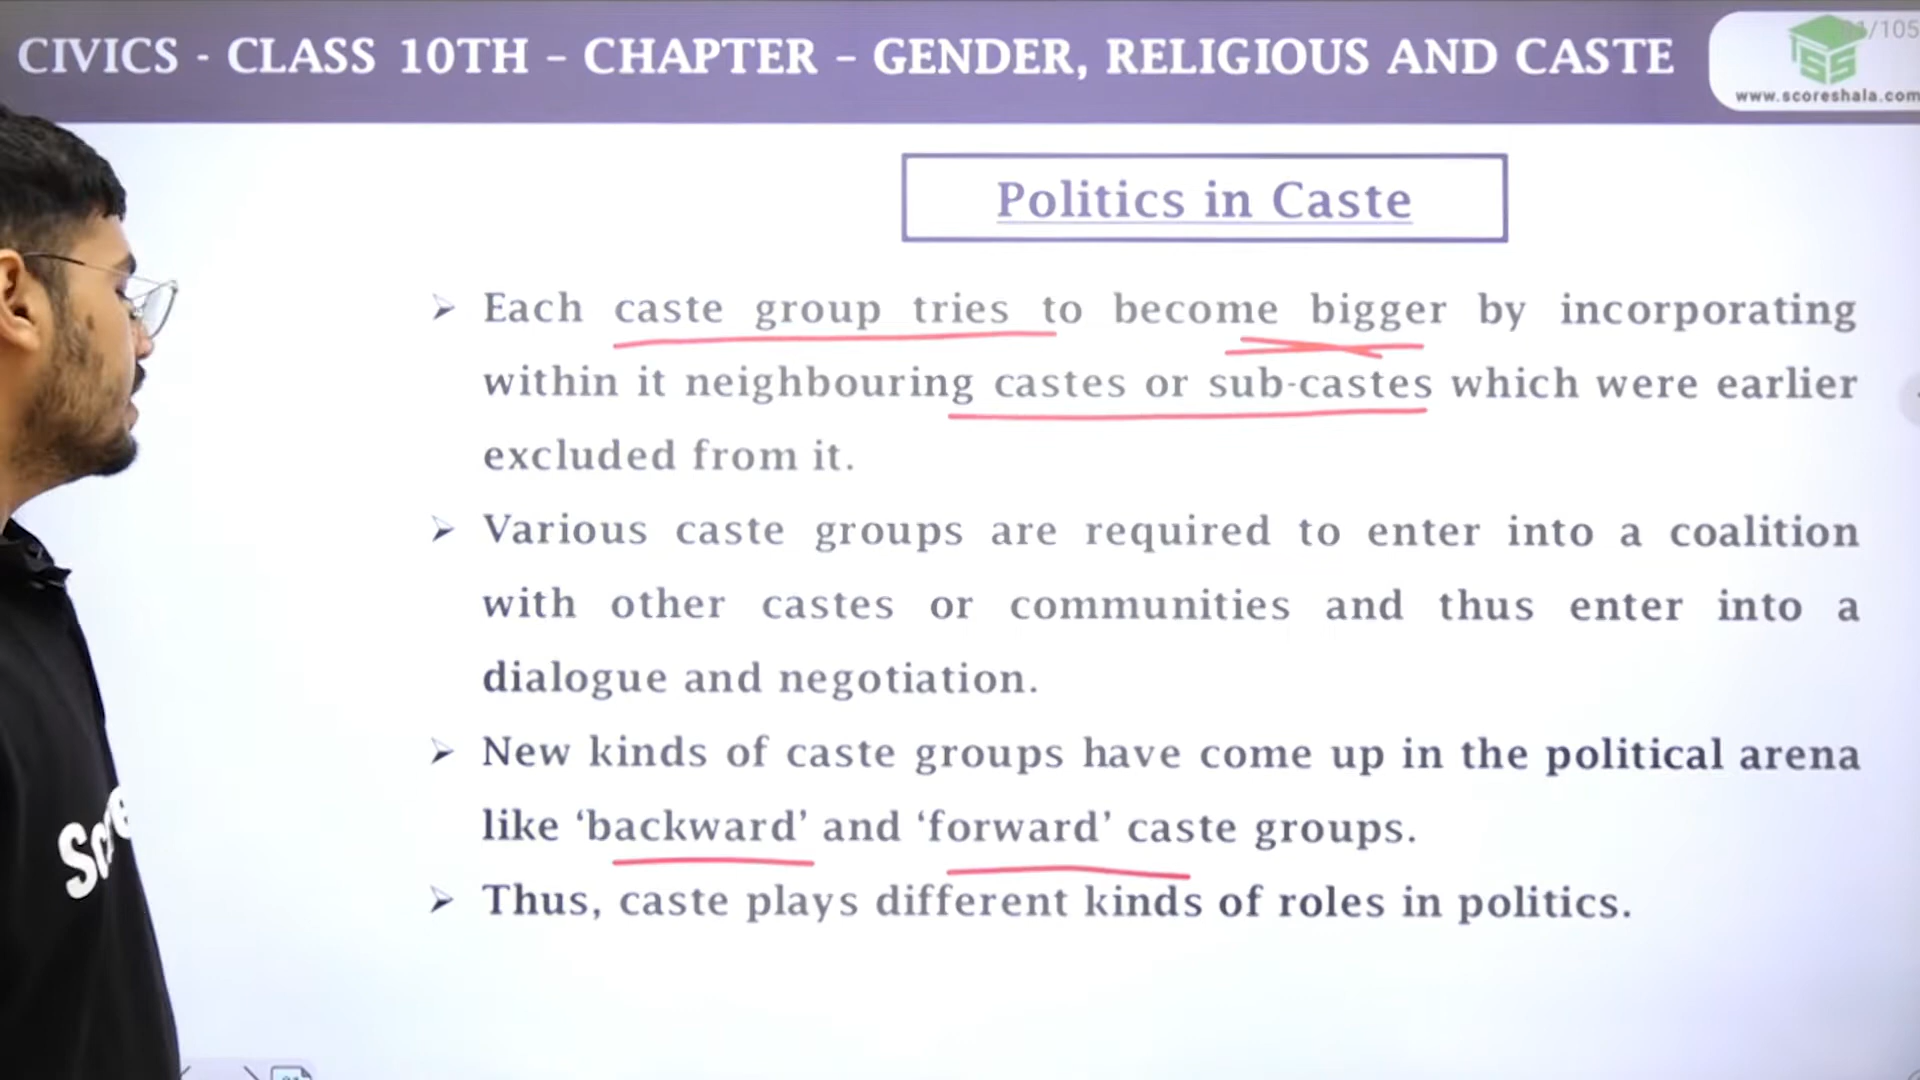 CIVICS - CLASS 10TH – CHAPTER – GENDER, RELIGIOUS AND CASTE
/105
SS
www.scoreshala.com
Politics in Caste
➢ Each caste group tries to become bigger by incorporating
within it neighbouring castes or sub-castes which were earlier
excluded from it.
➢ Various caste groups are required to enter into a coalition
with other castes or communities and thus enter into a
dialogue and negotiation.
➢ New kinds of caste groups have come up in the political arena
like ‘backward’ and ‘forward’ caste groups.
➢ Thus, caste plays different kinds of roles in politics.